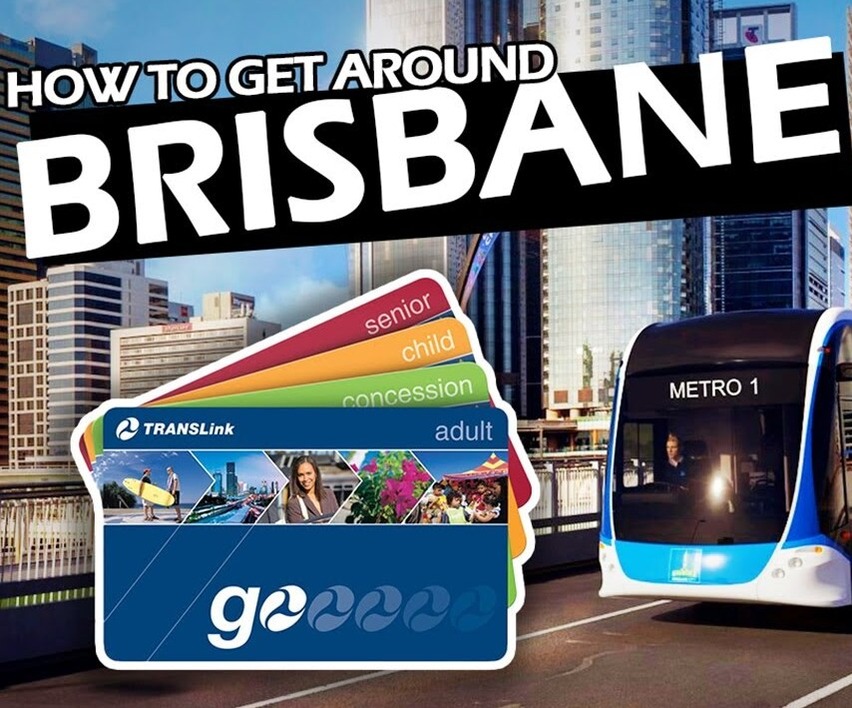 HOW TO GET AROUND
BRISBANE
senior
child
concession
TRANSLink
adult
go
METRO 1